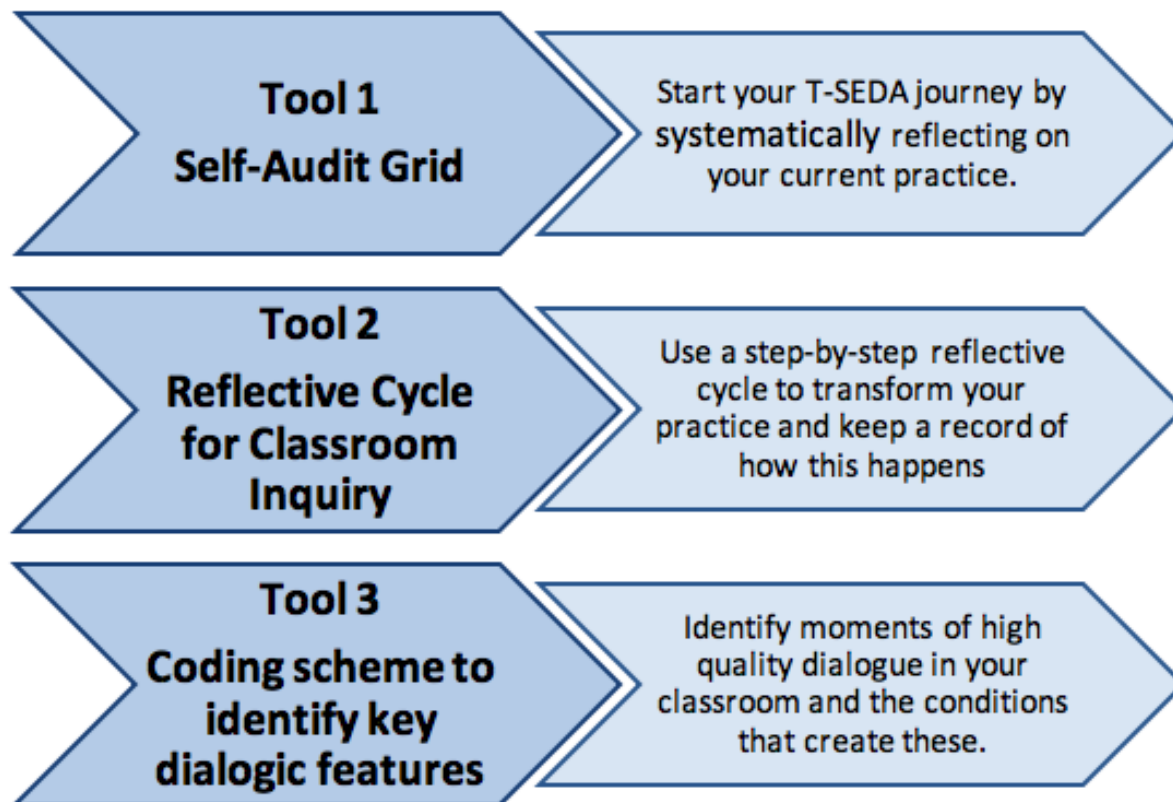 Tool 1
Self-Audit Grid
Start your T-SEDA journey by
systematically reflecting on
your current practice.
Tool 2
Reflective Cycle
for Classroom
Inquiry
Use a step-by-step reflective
cycle to transform your
practice and keep a record of
how this happens
Tool 3
Coding scheme to
identify key
dialogic features
Identify moments of high
quality dialogue in your
classroom and the conditions
that create these.